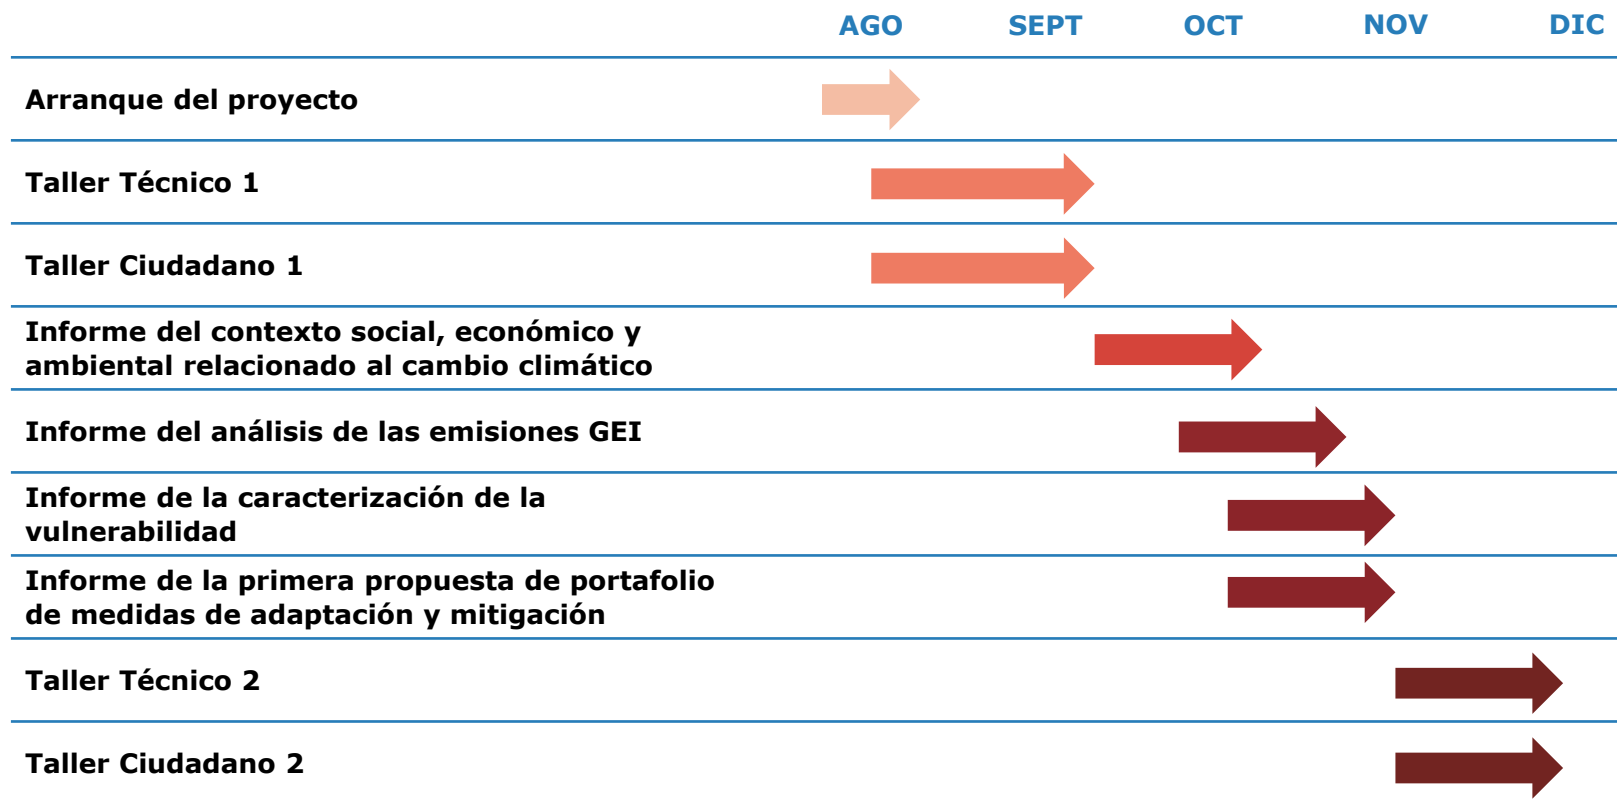 AGO SEPT OCT NOV DIC
Arranque del proyecto
Taller Técnico 1
Taller Ciudadano 1
Informe del contexto social, económico y
ambiental relacionado al cambio climático
Informe del análisis de las emisiones GEI
Informe de la caracterización de la
vulnerabilidad
Informe de la primera propuesta de portafolio
de medidas de adaptación y mitigación
Taller Técnico 2
Taller Ciudadano 2